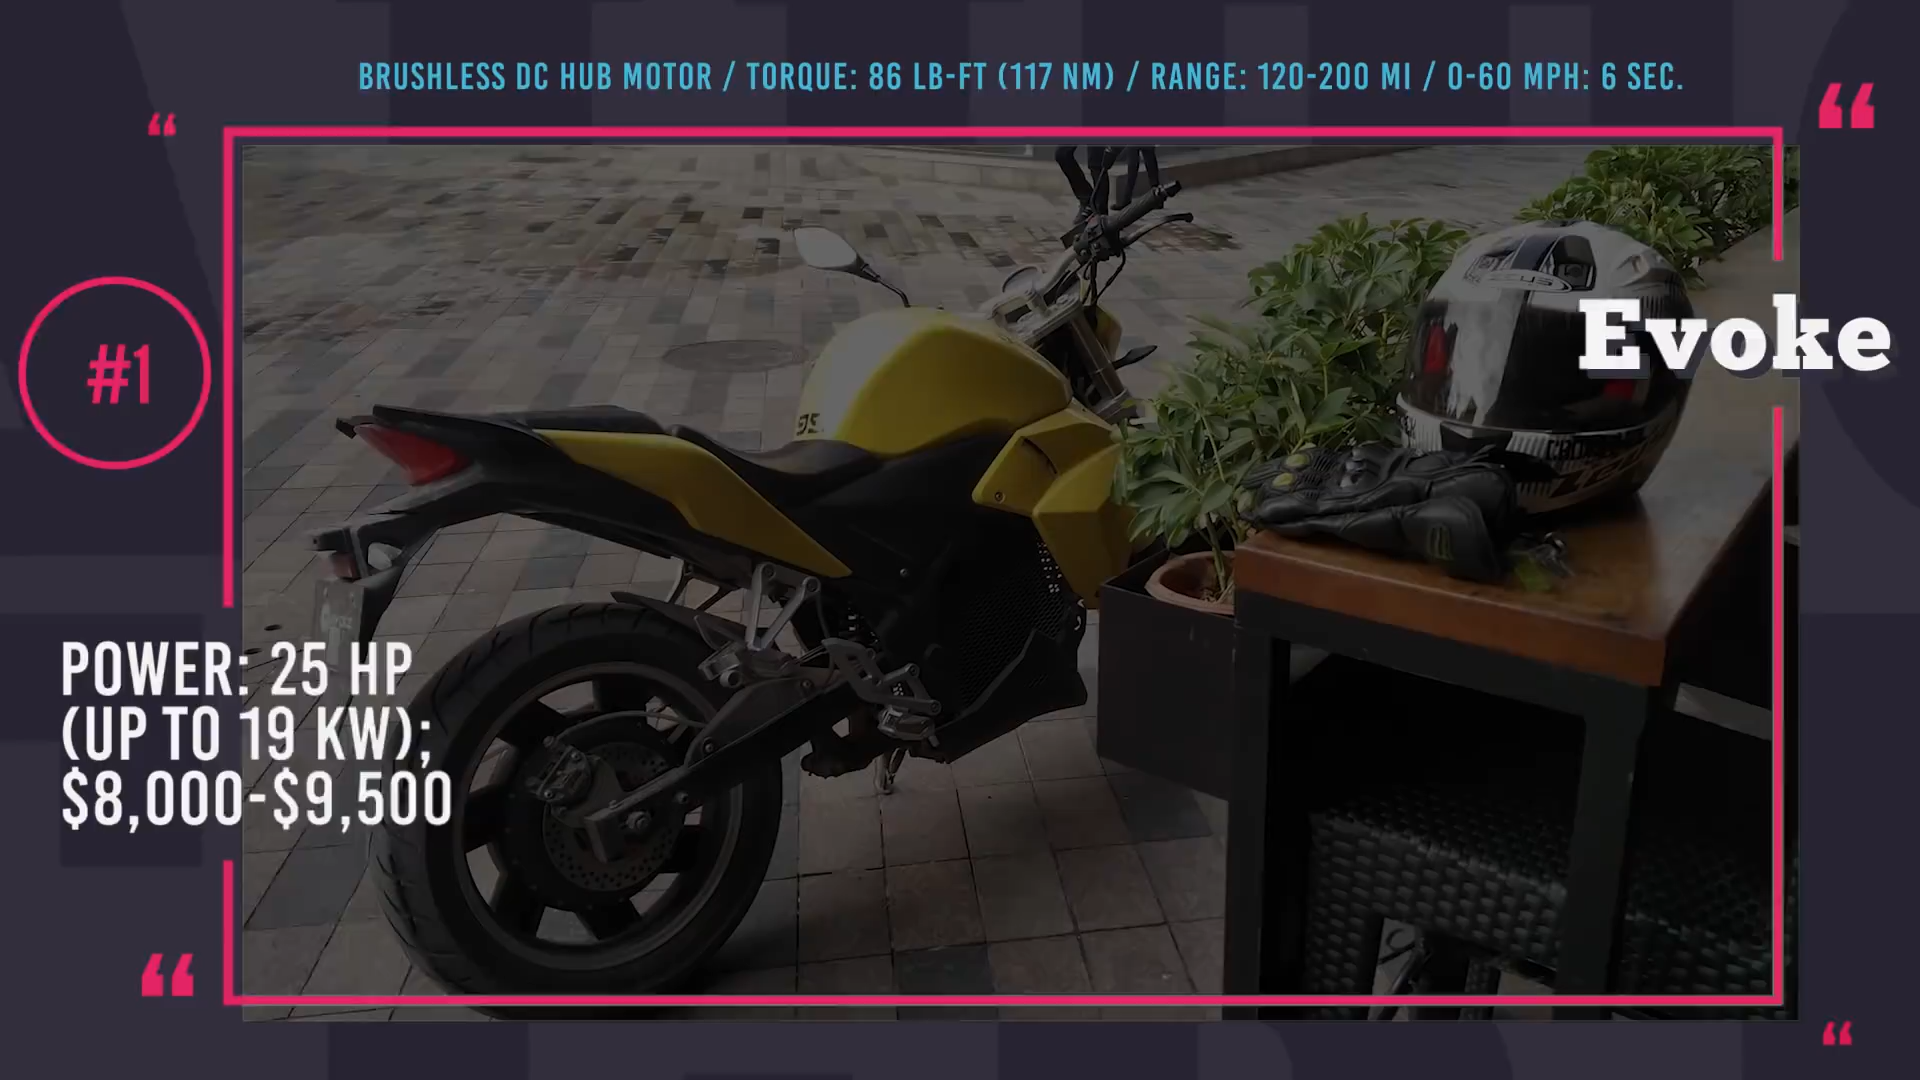 BRUSHLESS DC HUB MOTOR / TORQUE: 86 LB-FT (117 NM) / RANGE: 120-200 MI / 0-60 MPH: 6 SEC.
#1
Evoke
POWER: 25 HP
(UP TO 19 KW);
$8,000-$9,500